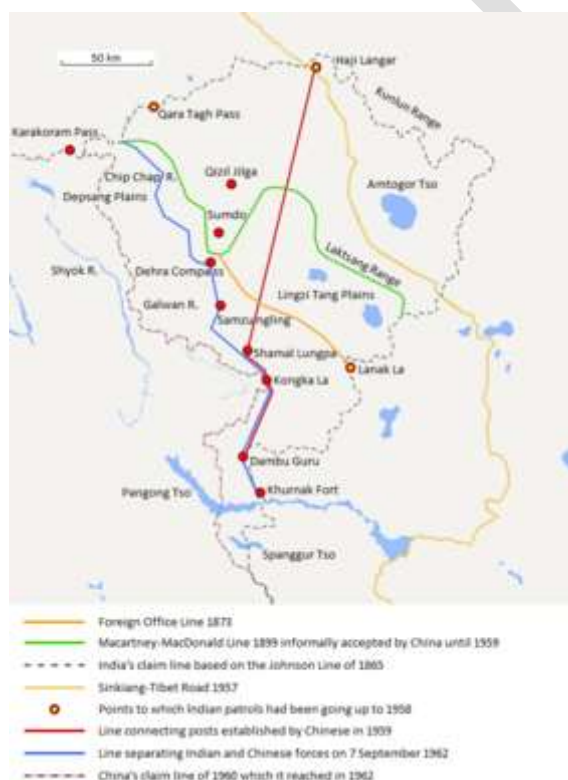 50 km
Haji Langar
Kunlun Range
Qara Tagh Pass
Karakoram Pass
Qizil Jilga
Chip Chap R.
Amtogor Tso
Depsang Plains
Sumdo
Laktsang Range
Shyok R.
Dehra Compass
Lingzi Tang Plains
Galwan R.
Samzungling
Shamal Lungpa
Lanak La
Kongka La
Dambu Guru
Pengong Tso
Khurnak Fort
Spanggur Tso
Foreign Office Line 1873
Macartney-MacDonald Line 1899 informally accepted by China until 1959
India's claim line based on the Johnson Line of 1865
Sinkiang-Tibet Road 1957
Points to which Indian patrols had been going up to 1958
Line connecting posts established by Chinese in 1959
Line separating Indian and Chinese forces on 7 September 1962
China's claim line of 1960 which it reached in 1962